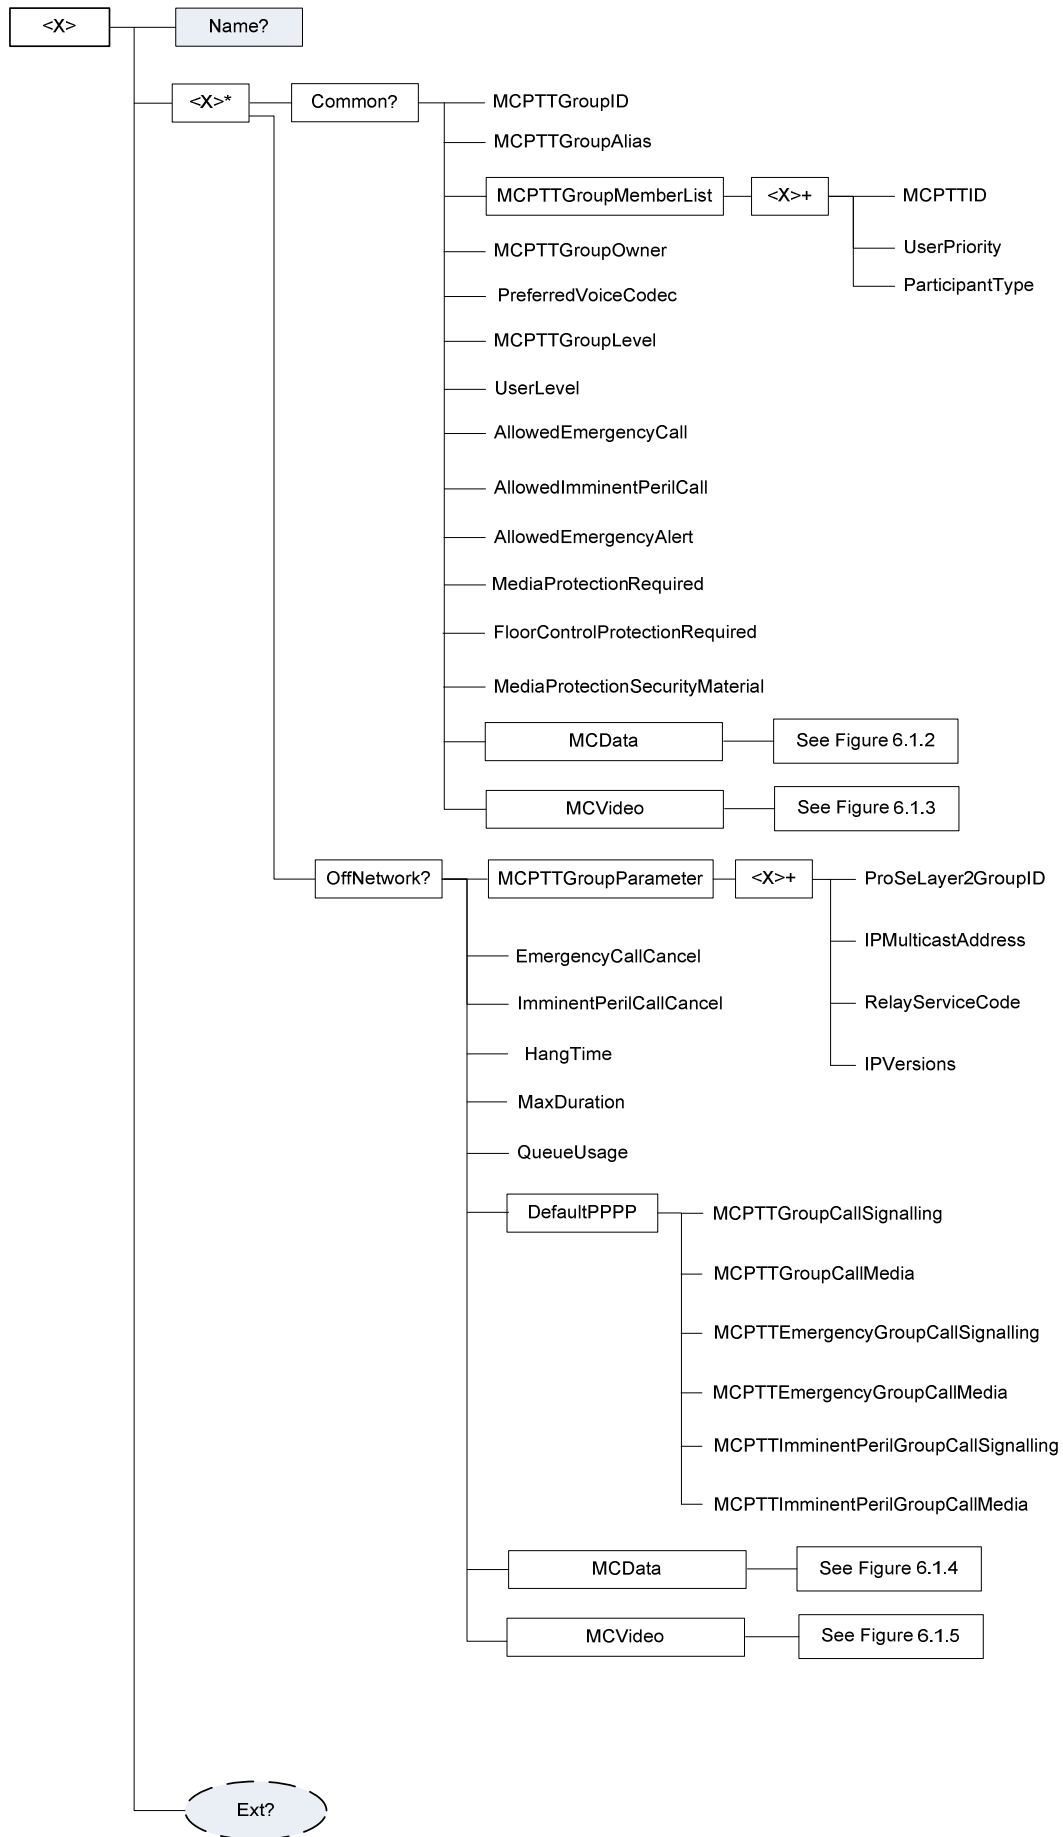 <X>
Name?
<X>*
Common?
MCPTTGroupID
MCPTTGroupAlias
MCPTTGroupMemberList
<X>+
MCPTTID
UserPriority
ParticipantType
MCPTTGroupOwner
PreferredVoiceCodec
MCPTTGroupLevel
UserLevel
AllowedEmergencyCall
AllowedImminentPerilCall
AllowedEmergencyAlert
MediaProtectionRequired
FloorControlProtectionRequired
MediaProtectionSecurityMaterial
MCData
See Figure 6.1.2
MCVideo
See Figure 6.1.3
OffNetwork?
MCPTTGroupParameter
<X>+
ProSeLayer2GroupID
IPMulticastAddress
RelayServiceCode
IPVersions
EmergencyCallCancel
ImminentPerilCallCancel
HangTime
MaxDuration
QueueUsage
DefaultPPPP
MCPTTGroupCallSignalling
MCPTTGroupCallMedia
MCPTTEmergencyGroupCallSignalling
MCPTTEmergencyGroupCallMedia
MCPTTImminentPerilGroupCallSignalling
MCPTTImminentPerilGroupCallMedia
MCData
See Figure 6.1.4
MCVideo
See Figure 6.1.5
Ext?